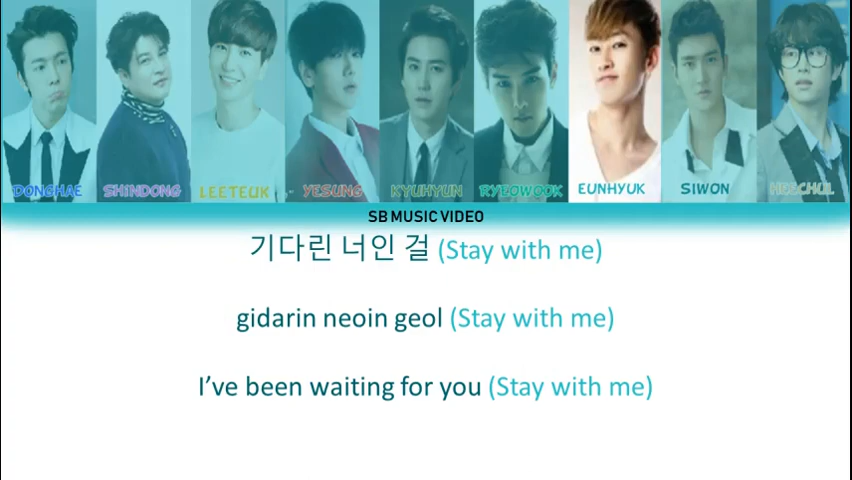 DONGHAE SHINDONG LEETEUK YESUNG KYUHYUN RYEOWOOK EUNHYUK SIWON HEECHUL
SB MUSIC VIDEO
기다린 너인 걸 (Stay with me)
gidarin neoin geol (Stay with me)
I've been waiting for you (Stay with me)